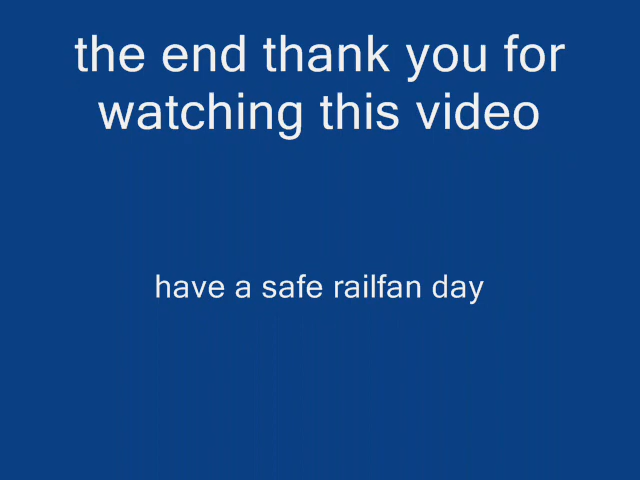 the end thank you for
watching this video
have a safe railfan day